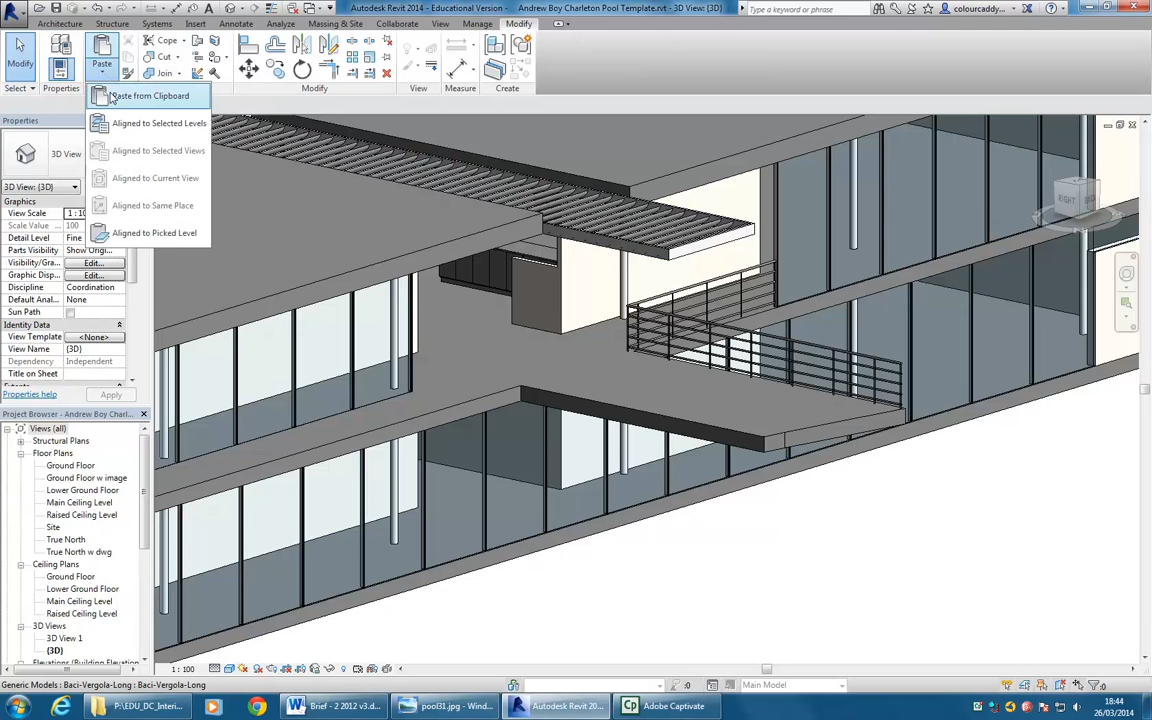 Autodesk Revit 2014 - Educational Version -
Andrew Boy Charleton Pool Template.rvt - 3D View: {3D}
Type a keyword or phrase
colourcaddy
Architecture
Structure
Systems
Insert
Annotate
Analyze
Massing & Site
Collaborate
View
Manage
Modify
Modify
Paste
Cope
Cut
Join
Select
Properties
Modify
View
Measure
Create
Paste from Clipboard
Aligned to Selected Levels
Aligned to Selected Views
Aligned to Current View
Aligned to Same Place
Aligned to Picked Level
Properties
3D View
3D View: {3D}
Graphics
View Scale
Scale Value
100
Detail Level
Fine
Parts Visibility
Show Origi...
Visibility/Gra...
Edit...
Graphic Disp...
Edit...
Discipline
Coordination
Default Anal...
None
Sun Path
Identity Data
View Template
<None>
View Name
{3D}
Dependency
Independent
Title on Sheet
Properties help
Apply
Project Browser - Andrew Boy Charl...
Views (all)
Structural Plans
Floor Plans
Ground Floor
Ground Floor w image
Lower Ground Floor
Main Ceiling Level
Raised Ceiling Level
Site
True North
True North w dwg
Ceiling Plans
Ground Floor
Lower Ground Floor
Main Ceiling Level
Raised Ceiling Level
3D Views
3D View 1
{3D}
RIGHT
BACK
1 : 100
Generic Models : Baci-Vergola-Long : Baci-Vergola-Long
:0
Main Model
:0
P:\EDU_DC_Interi...
Brief - 2012 v3.d...
pool31.jpg - Wind...
Autodesk Revit 20...
Adobe Captivate
18:44
26/03/2014